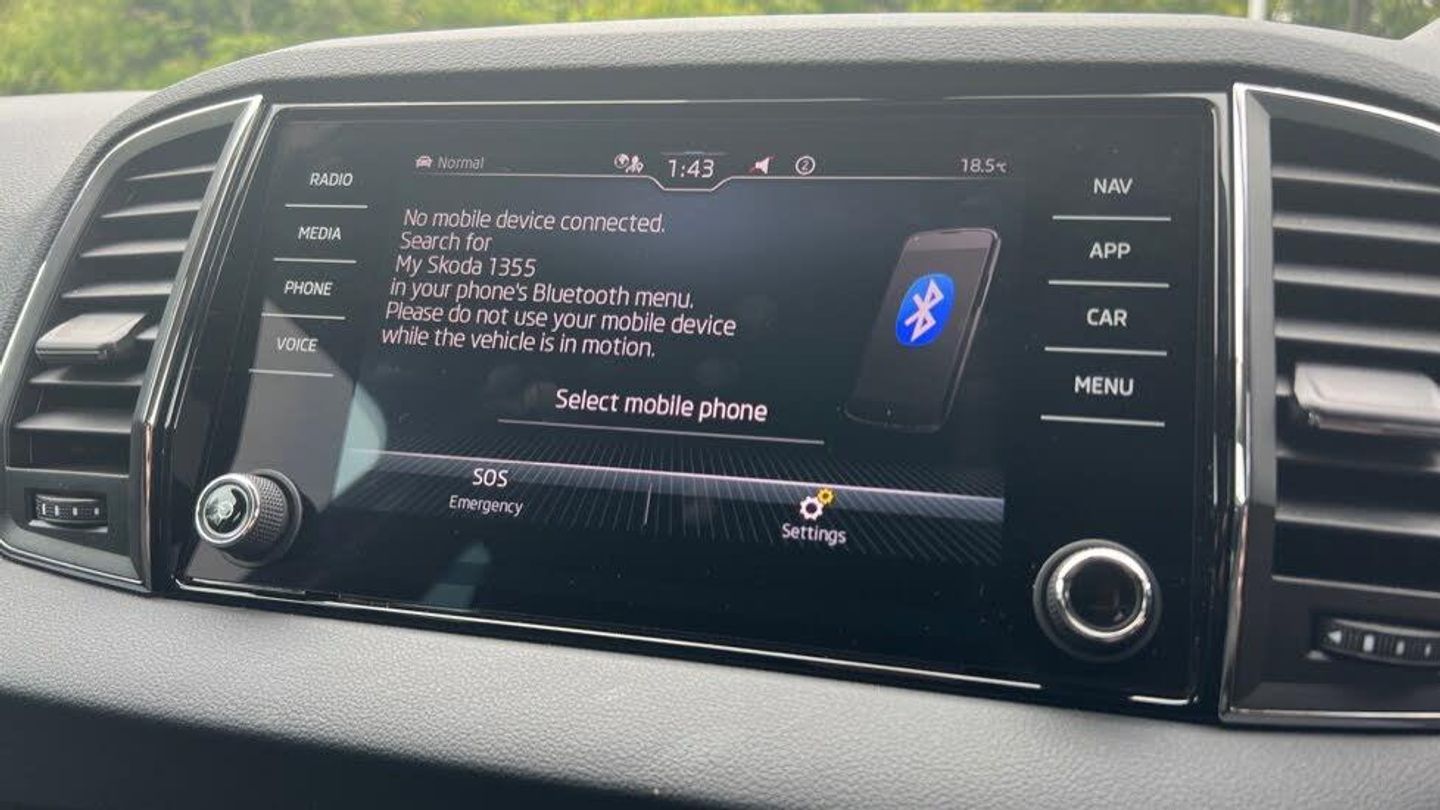 Normal
1:43
2
18.5°C
RADIO
MEDIA
PHONE
VOICE
No mobile device connected.
Search for
My Skoda 1355
in your phone's Bluetooth menu.
Please do not use your mobile device
while the vehicle is in motion.
Select mobile phone
SOS
Emergency
Settings
NAV
APP
CAR
MENU